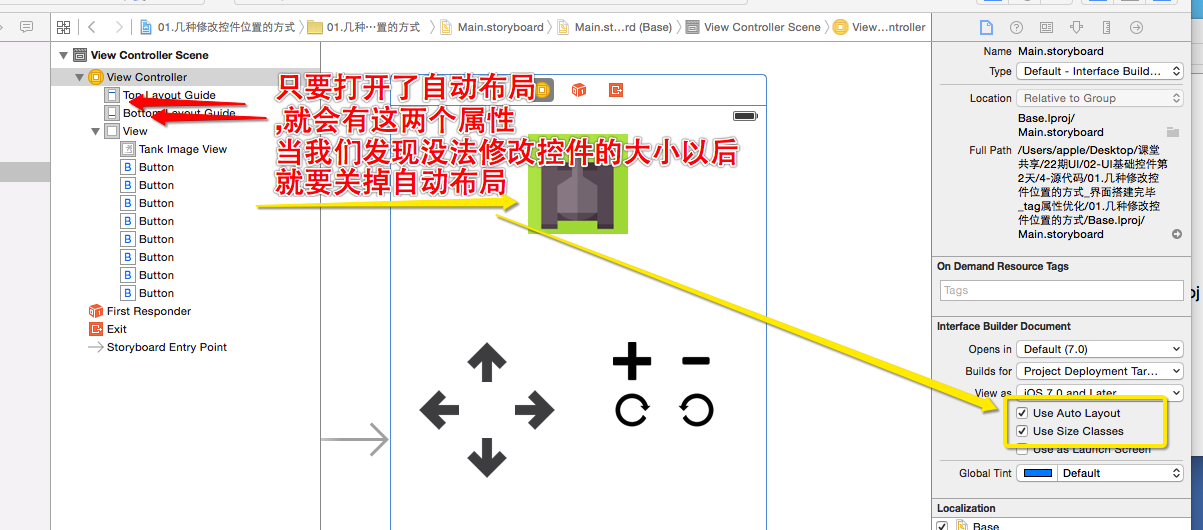 01.几种修改控件位置的方式
01.几种…置的方式
Main.storyboard
Main.st...rd (Base)
View Controller Scene
View...ntroller
View Controller Scene
View Controller
Top Layout Guide
Bottom Layout Guide
View
Tank Image View
Button
Button
Button
Button
Button
Button
Button
Button
First Responder
Exit
Storyboard Entry Point
只要打开了自动布局
,就会有这两个属性
当我们发现没法修改控件的大小以后
就要关掉自动布局
Name Main.storyboard
Type Default - Interface Build...
Location Relative to Group
Base.lproj/
Main.storyboard
Full Path /Users/apple/Desktop/课堂
共享/22期UI/02-UI基础控件第
2天/4-源代码/01.几种修改控
件位置的方式_界面搭建完毕
_tag属性优化/01.几种修改控
件位置的方式/Base.lproj/
Main.storyboard
On Demand Resource Tags
Tags
Interface Builder Document
Opens in Default (7.0)
Builds for Project Deployment Tar...
View as iOS 7.0 and Later
Use Auto Layout
Use Size Classes
Use as Launch Screen
Global Tint Default
Localization
Base